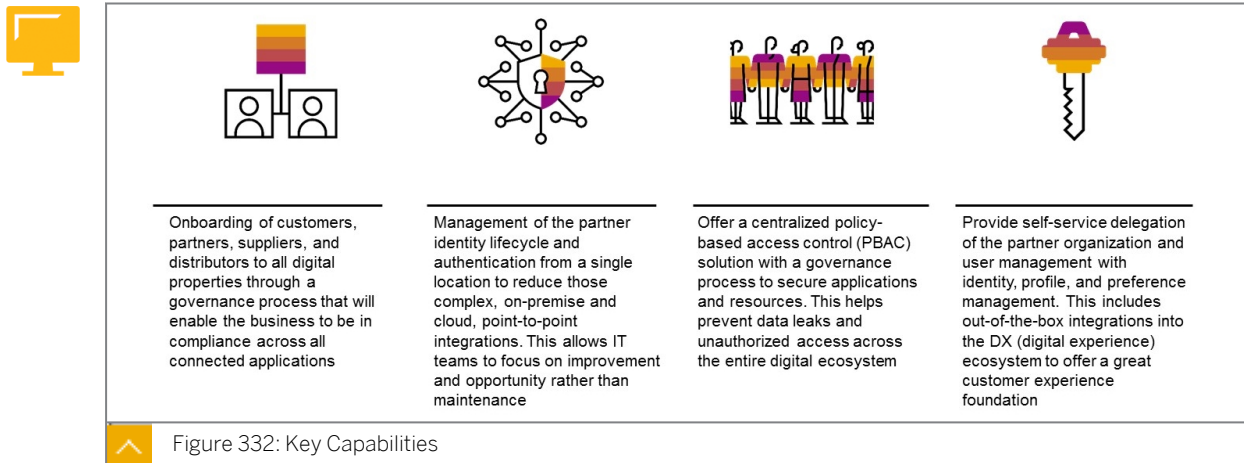 Onboarding of customers,
partners, suppliers, and
distributors to all digital
properties through a
governance process that will
enable the business to be in
compliance across all
connected applications
Management of the partner
identity lifecycle and
authentication from a single
location to reduce those
complex, on-premise and
cloud, point-to-point
integrations. This allows IT
teams to focus on improvement
and opportunity rather than
maintenance
Offer a centralized policy-
based access control (PBAC)
solution with a governance
process to secure applications
and resources. This helps
prevent data leaks and
unauthorized access across
the entire digital ecosystem
Provide self-service delegation
of the partner organization and
user management with
identity, profile, and preference
management. This includes
out-of-the-box integrations into
the DX (digital experience)
ecosystem to offer a great
customer experience
foundation
Figure 332: Key Capabilities